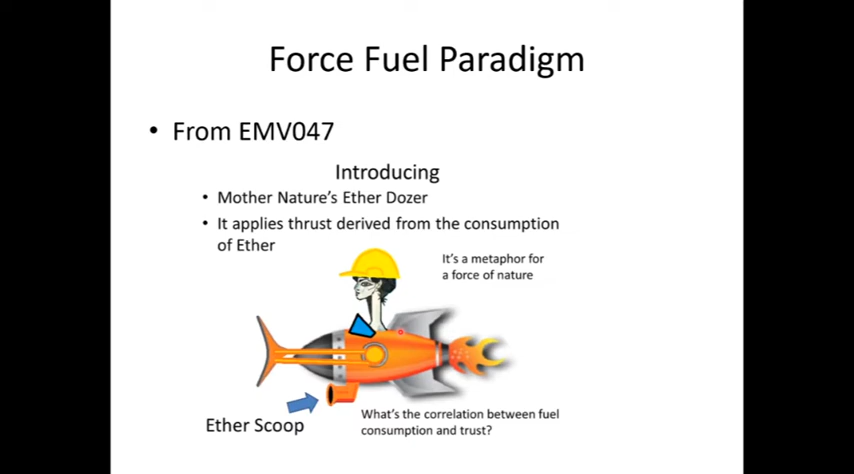 Force Fuel Paradigm
• From EMV047
Introducing
• Mother Nature's Ether Dozer
• It applies thrust derived from the consumption
of Ether
It's a metaphor for
a force of nature
Ether Scoop
What's the correlation between fuel
consumption and trust?